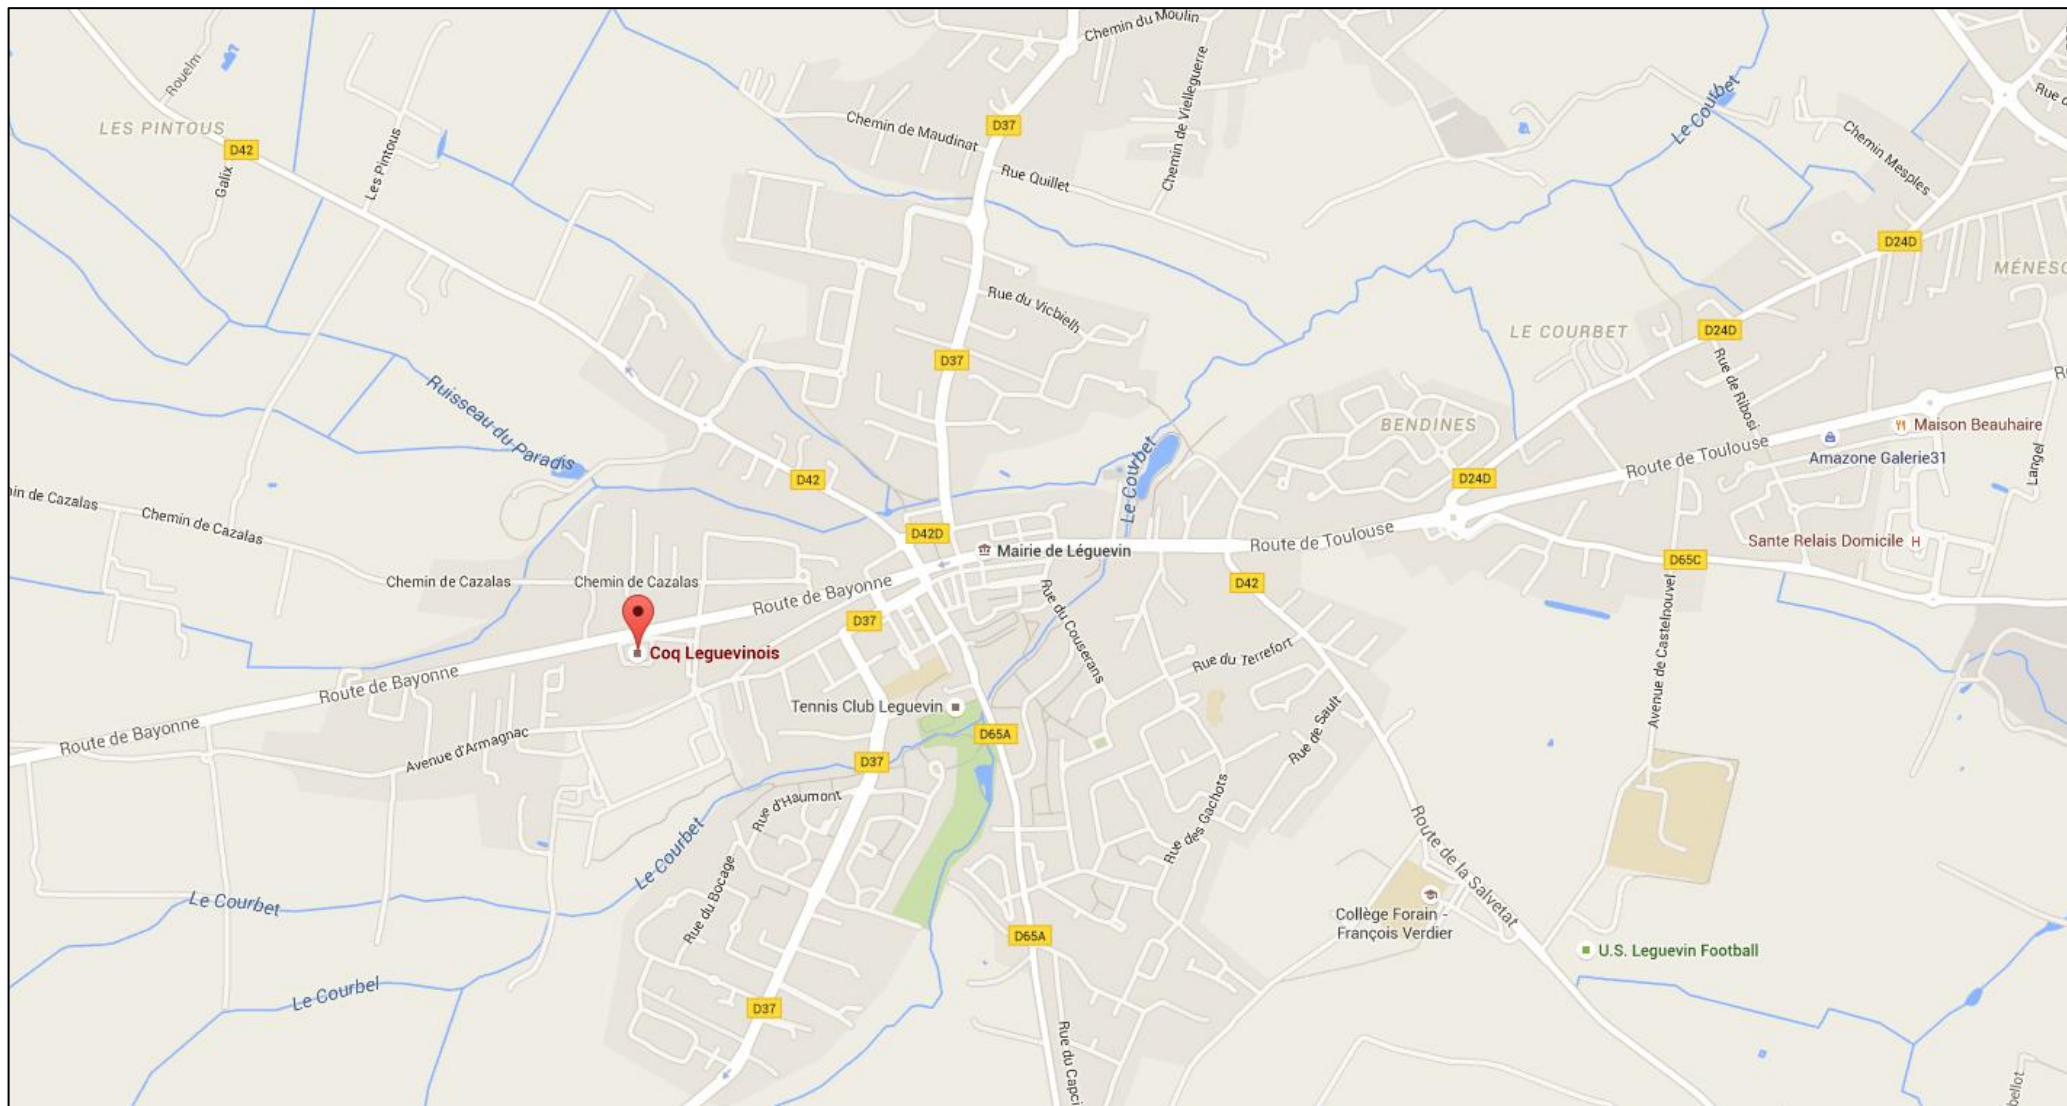 Chemin du Moulin
Rouelm
Chemin de Vielleguerre
Le Courbet
Rue d
LES PINTOUS
D42
Galix
Les Pintous
D37
Chemin de Maudinat
Rue Quillet
Chemin Mesples
D24D
MÉNESC
Rue du Vicbielh
D37
LE COURBET
D24D
Rue de Ribosi
R
Ruisseau du Paradis
BENDINES
Maison Beauhaire
Amazone Galerie31
Route de Toulouse
Langel
D42
Le Courbet
D24D
in de Cazalas
Chemin de Cazalas
D42D
Mairie de Léguevin
Route de Toulouse
Sante Relais Domicile
H
D65C
Chemin de Cazalas
Chemin de Cazalas
Route de Bayonne
D42
D37
Rue du Couserans
Coq Leguevinois
Rue du Terrefort
Avenue de Castelnouvel
Route de Bayonne
Tennis Club Leguevin
Rue de Sault
Route de Bayonne
Avenue d'Armagnac
D65A
D37
Rue d'Haumont
Rue des Gachots
Route de la Salvetat
Le Courbet
Rue du Bocage
Le Courbet
Collège Forain -
François Verdier
D65A
U.S. Leguevin Football
Le Courbel
D37
Rue du Capci
bellot